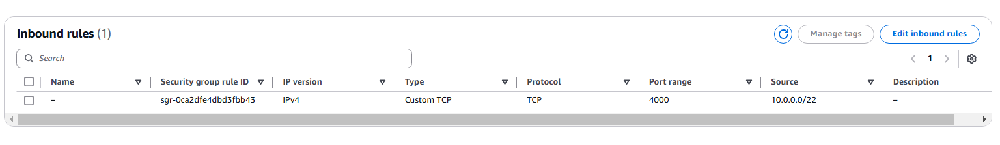 Inbound rules (1)
Manage tags
Edit inbound rules
Search
1
Name Security group rule ID IP version Type Protocol Port range Source Description
– sgr-0ca2dfe4dbd3fbb43 IPv4 Custom TCP TCP 4000 10.0.0.0/22 –